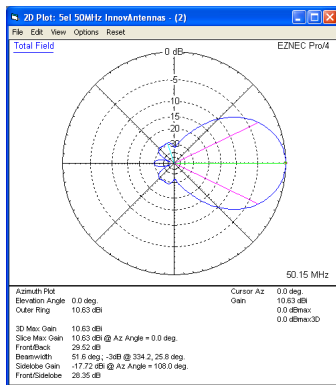 2D Plot: 5el 50MHz InnovAntennas - (2)
File Edit View Options Reset
Total Field
EZNEC Pro/4
0 dB
-5
-10
-15
-20
-30
50.15 MHz
Azimuth Plot
Elevation Angle 0.0 deg.
Outer Ring 10.63 dBi
Cursor Az 0.0 deg.
Gain 10.63 dBi
0.0 dBmax
0.0 dBmax3D
3D Max Gain 10.63 dBi
Slice Max Gain 10.63 dBi @ Az Angle = 0.0 deg.
Front/Back 29.52 dB
Beamwidth 51.6 deg.; -3dB @ 334.2, 25.8 deg.
Sidelobe Gain -17.72 dBi @ Az Angle = 108.0 deg.
Front/Sidelobe 28.35 dB